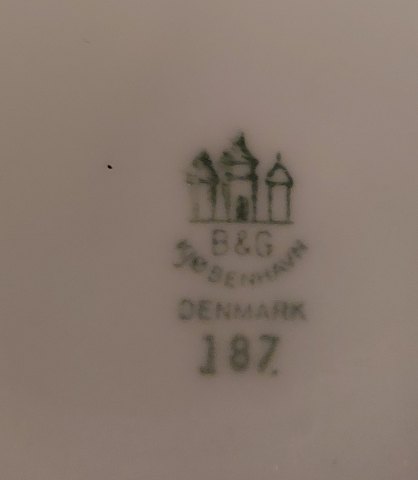 B&G
KJØBENHAVN
DENMARK
187.